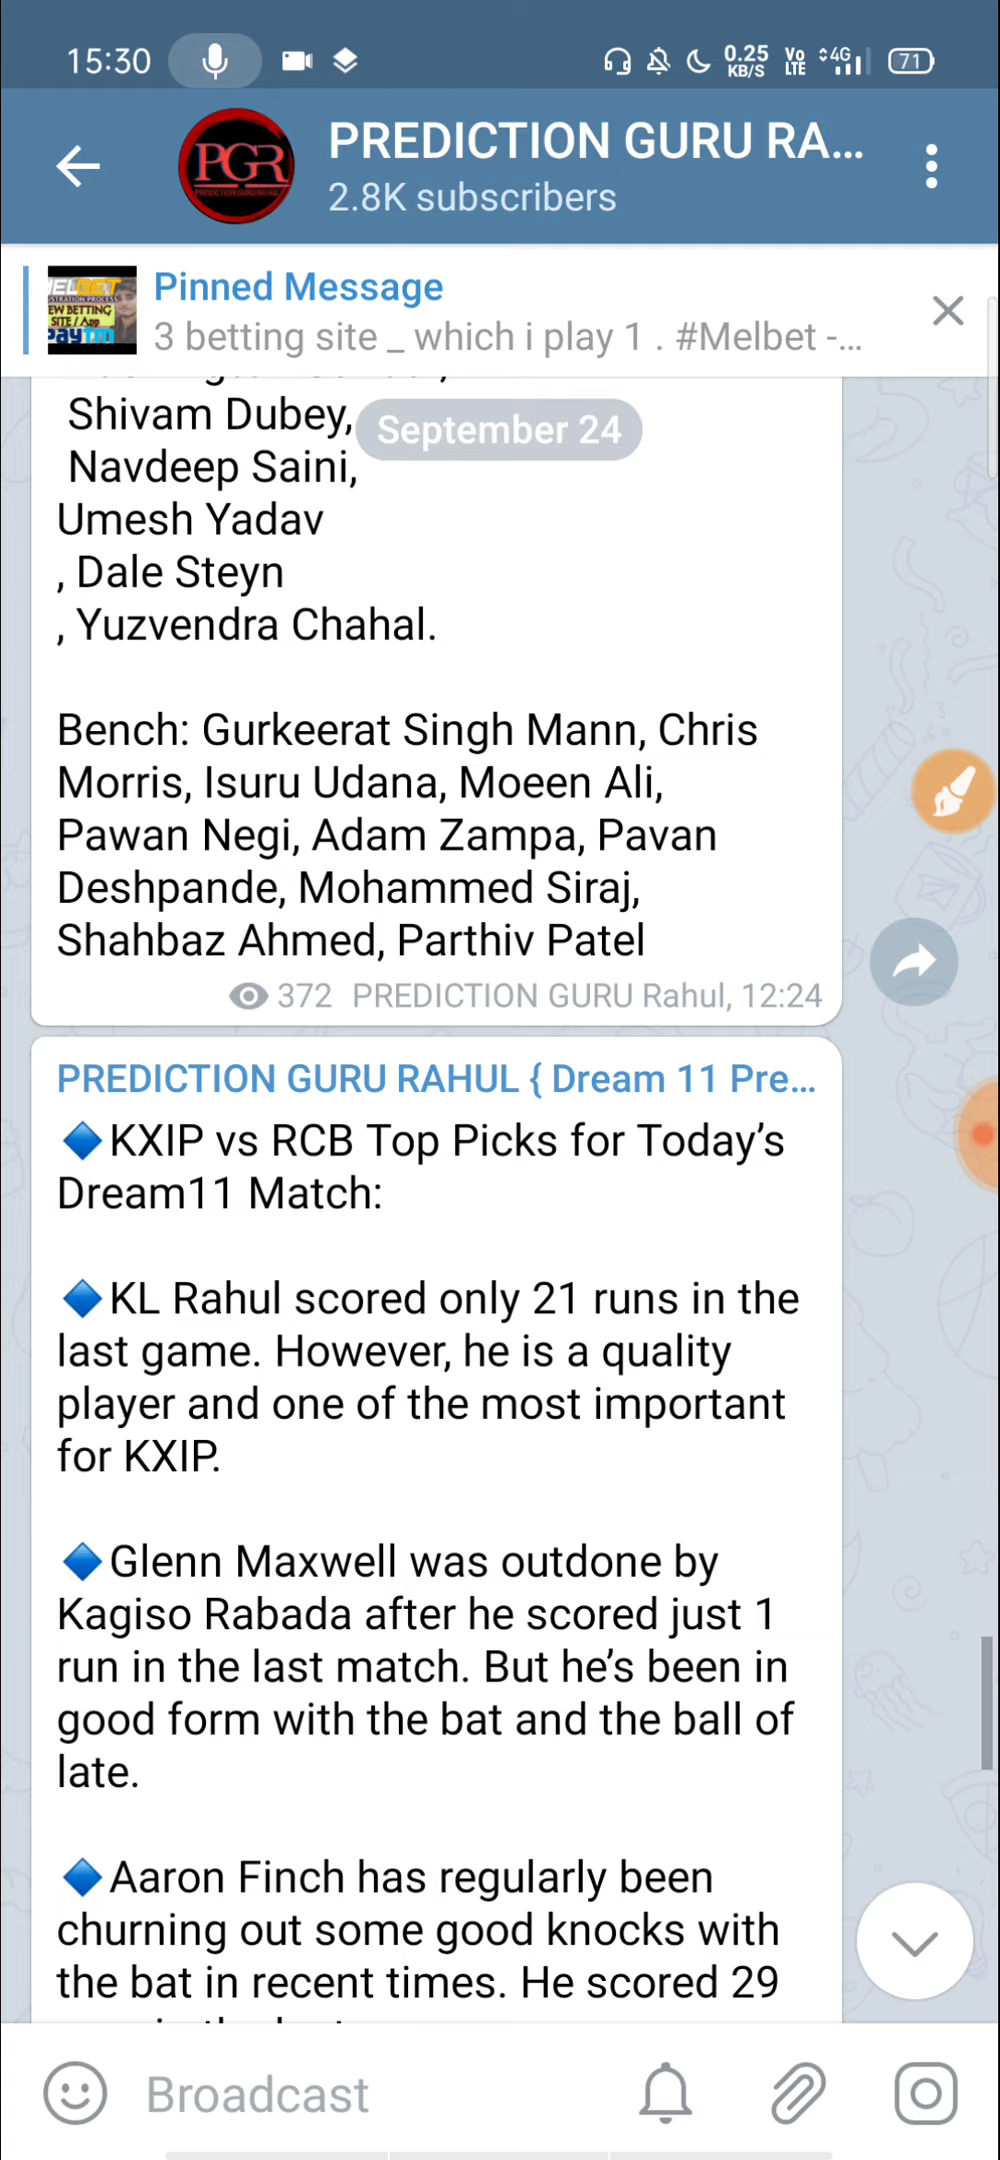 15:30
0.25 KB/S
Vo LTE
4G
71
PGR
PREDICTION GURU RA...
2.8K subscribers
Pinned Message
3 betting site _ which i play 1 . #Melbet -...
Shivam Dubey,
September 24
Navdeep Saini,
Umesh Yadav
, Dale Steyn
, Yuzvendra Chahal.
Bench: Gurkeerat Singh Mann, Chris
Morris, Isuru Udana, Moeen Ali,
Pawan Negi, Adam Zampa, Pavan
Deshpande, Mohammed Siraj,
Shahbaz Ahmed, Parthiv Patel
372 PREDICTION GURU Rahul, 12:24
PREDICTION GURU RAHUL { Dream 11 Pre...
🔷KXIP vs RCB Top Picks for Today’s
Dream11 Match:
🔷KL Rahul scored only 21 runs in the
last game. However, he is a quality
player and one of the most important
for KXIP.
🔷Glenn Maxwell was outdone by
Kagiso Rabada after he scored just 1
run in the last match. But he’s been in
good form with the bat and the ball of
late.
🔷Aaron Finch has regularly been
churning out some good knocks with
the bat in recent times. He scored 29
Broadcast